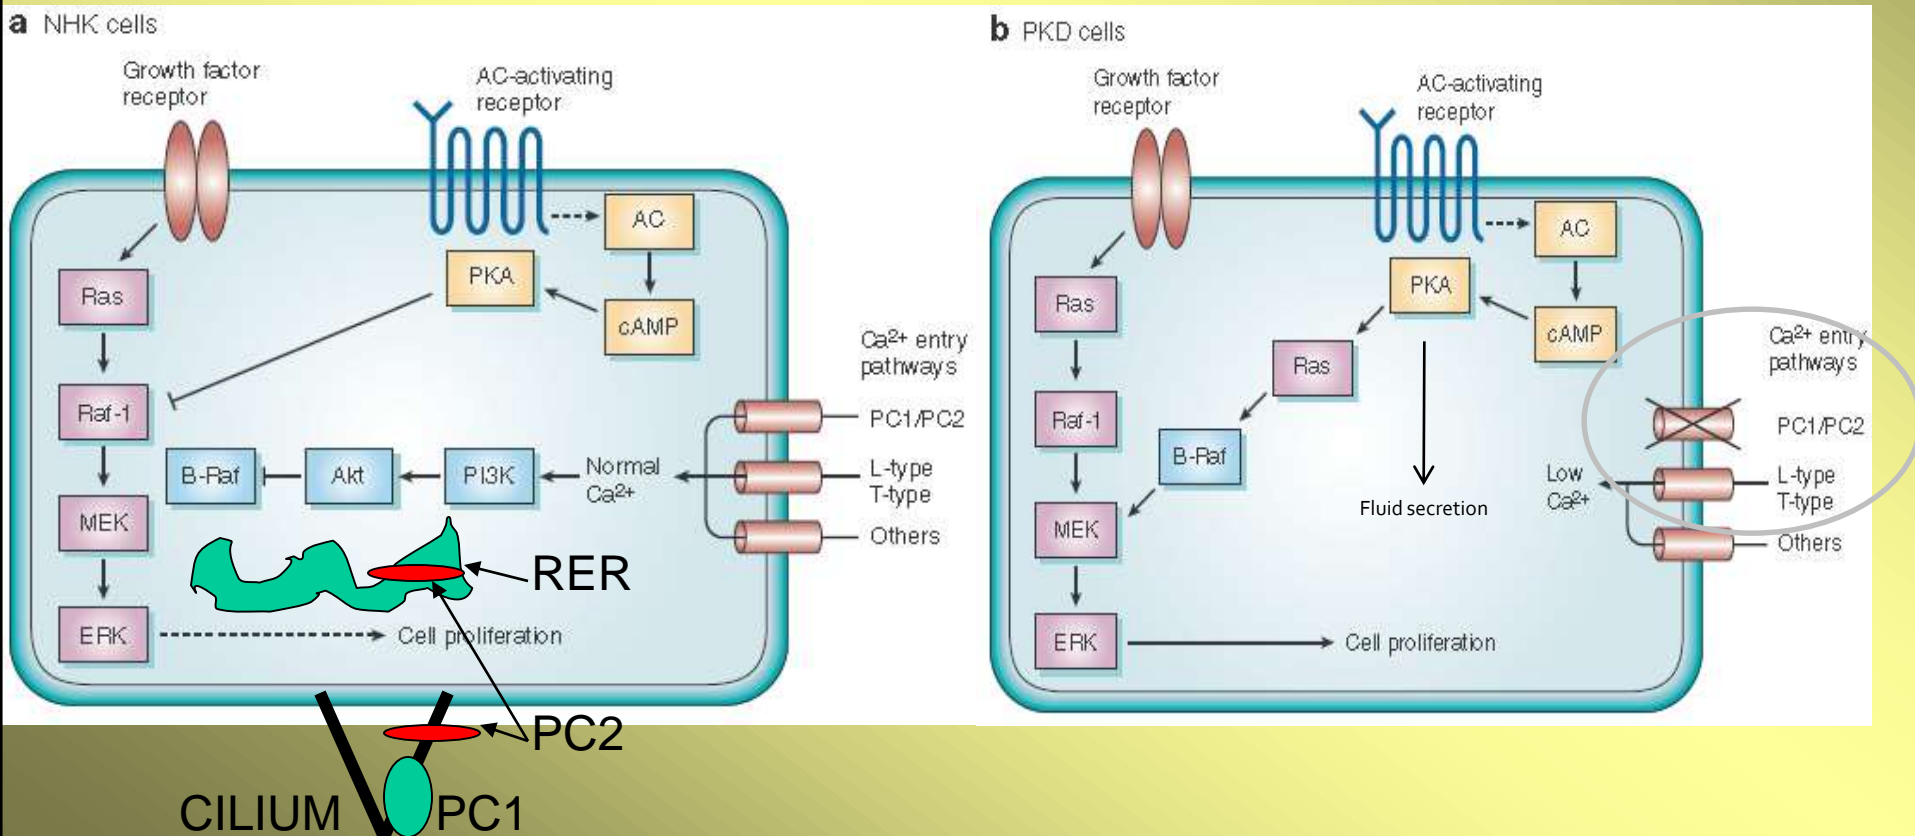 a NHK cells
Growth factor
receptor
AC-activating
receptor
AC
PKA
cAMP
Ras
Raf-1
MEK
ERK
B-Raf
Akt
PI3K
Normal
Ca2+
Ca2+ entry
pathways
PC1/PC2
L-type
T-type
Others
RER
Cell proliferation
PC2
CILIUM
PC1
b PKD cells
Growth factor
receptor
AC-activating
receptor
AC
PKA
cAMP
Ras
Ras
Raf-1
B-Raf
MEK
ERK
Fluid secretion
Low
Ca2+
Ca2+ entry
pathways
PC1/PC2
L-type
T-type
Others
Cell proliferation